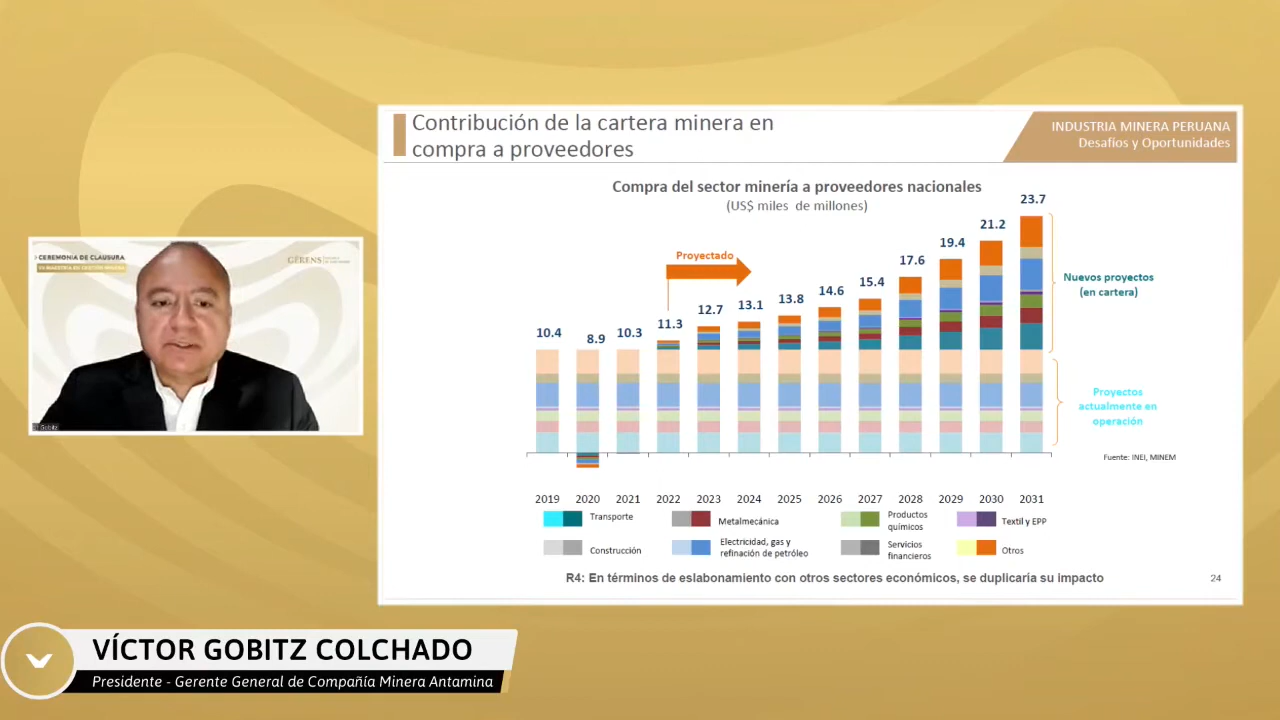 CEREMONIA DE CLAUSURA
GĒRENS
Gobitz
Contribución de la cartera minera en
compra a proveedores
INDUSTRIA MINERA PERUANA
Desafíos y Oportunidades
Compra del sector minería a proveedores nacionales
(US$ miles de millones)
Proyectado
10.4
8.9
10.3
11.3
12.7
13.1
13.8
14.6
15.4
17.6
19.4
21.2
23.7
Nuevos proyectos
(en cartera)
Proyectos
actualmente en
operación
Fuente: INEI, MINEM
2019 2020 2021 2022 2023 2024 2025 2026 2027 2028 2029 2030 2031
Transporte
Metalmecánica
Productos
químicos
Textil y EPP
Construcción
Electricidad, gas y
refinación de petróleo
Servicios
financieros
Otros
R4: En términos de eslabonamiento con otros sectores económicos, se duplicaría su impacto
24
VÍCTOR GOBITZ COLCHADO
Presidente - Gerente General de Compañía Minera Antamina